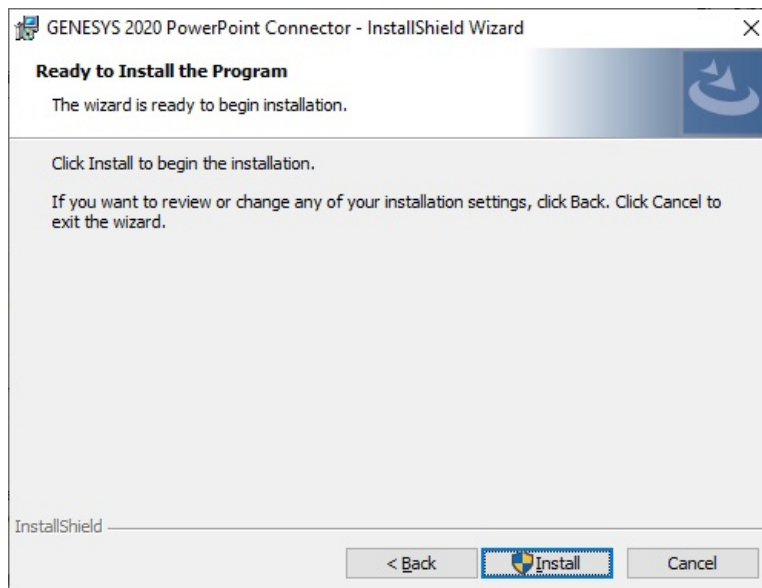 GENESYS 2020 PowerPoint Connector - InstallShield Wizard
Ready to Install the Program
The wizard is ready to begin installation.
Click Install to begin the installation.
If you want to review or change any of your installation settings, click Back. Click Cancel to
exit the wizard.
InstallShield
< Back
Install
Cancel